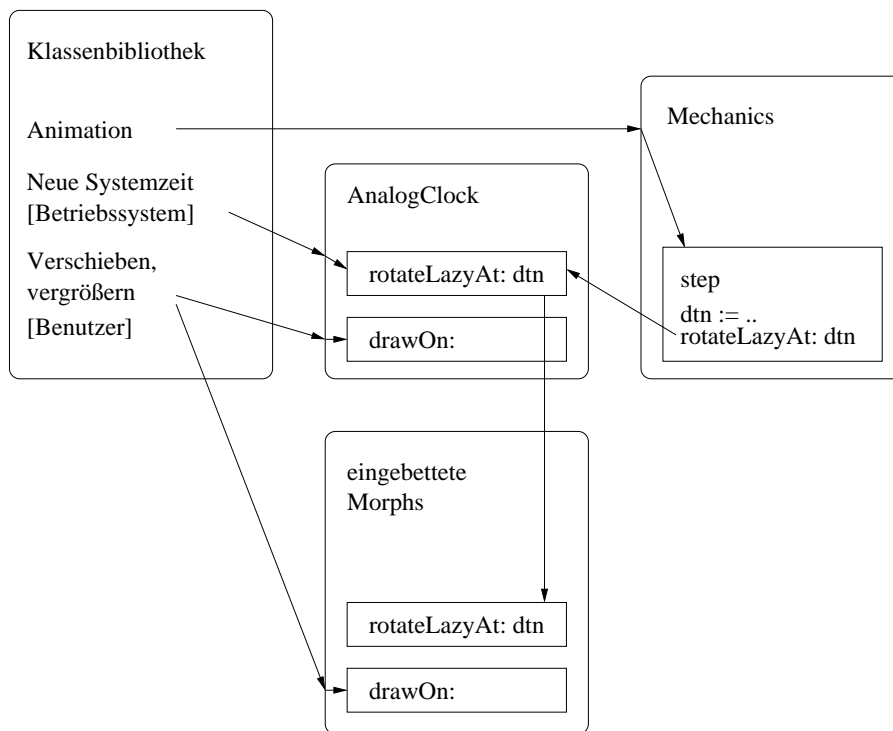 Klassenbibliothek
Animation
Neue Systemzeit
[Betriebssystem]
Verschieben,
vergrößern
[Benutzer]
AnalogClock
rotateLazyAt: dtn
drawOn:
Mechanics
step
dtn := ..
rotateLazyAt: dtn
eingebettete
Morphs
rotateLazyAt: dtn
drawOn: